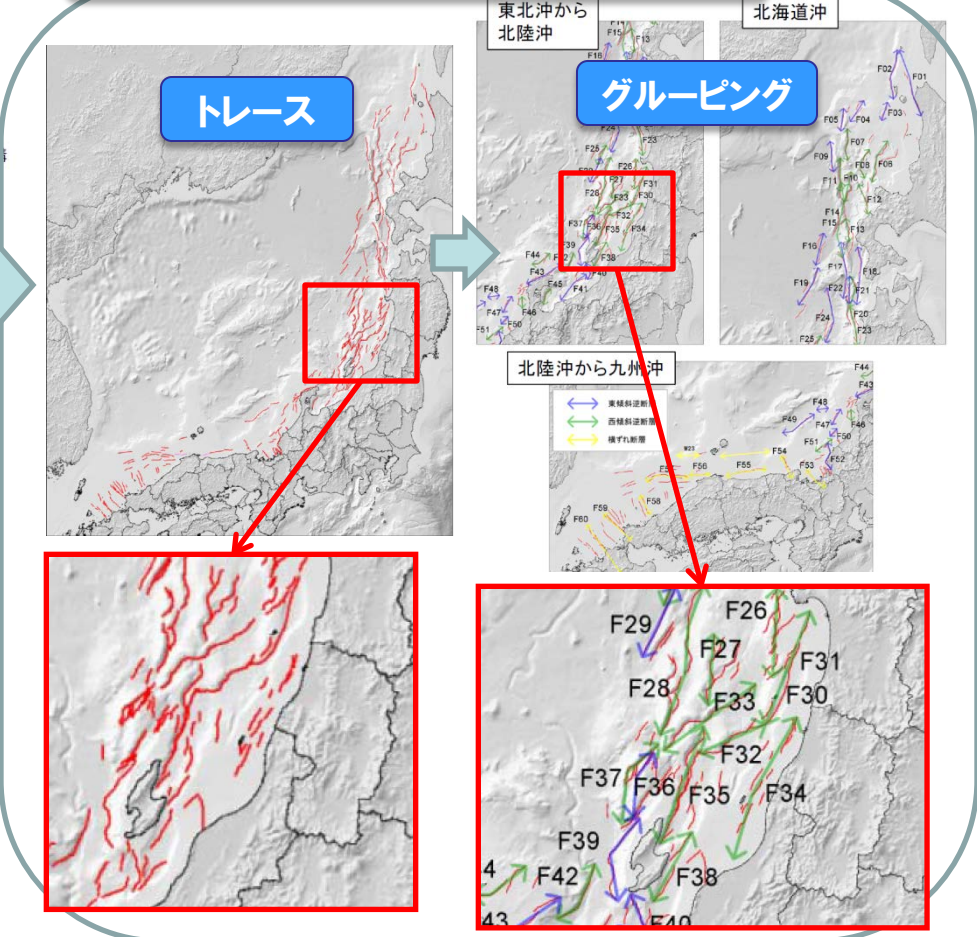 トレース
東北沖から
北陸沖
グルーピング
北海道沖
F14
F13
F16
F24
F23
F25
F26
F27
F31
F28
F33
F30
F32
F37
F36
F35
F34
F39
F38
F44
F43
F40
F41
F45
F48
F47
F46
F51
F50
F02
F01
F03
F05
F04
F07
F09
F08
F06
F10
F11
F12
F14
F15
F13
F16
F17
F18
F19
F22
F21
F24
F20
F23
F25
北陸沖から九州沖
東傾斜逆断層
西傾斜逆断層
横ずれ断層
F44
F43
F48
F49
F47
F46
F50
F51
F52
F54
F53
F55
F56
F58
F59
F60
F29
F26
F27
F31
F28
F33
F30
F32
F37
F36
F35
F34
F39
F42
F38
F40
4
43